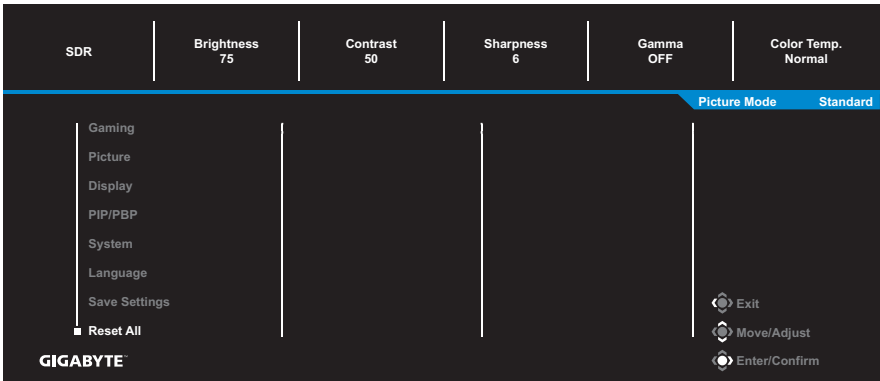 SDR
Brightness
75
Contrast
50
Sharpness
6
Gamma
OFF
Color Temp.
Normal
Picture Mode Standard
Gaming
Picture
Display
PIP/PBP
System
Language
Save Settings
Reset All
Exit
Move/Adjust
Enter/Confirm
GIGABYTE™